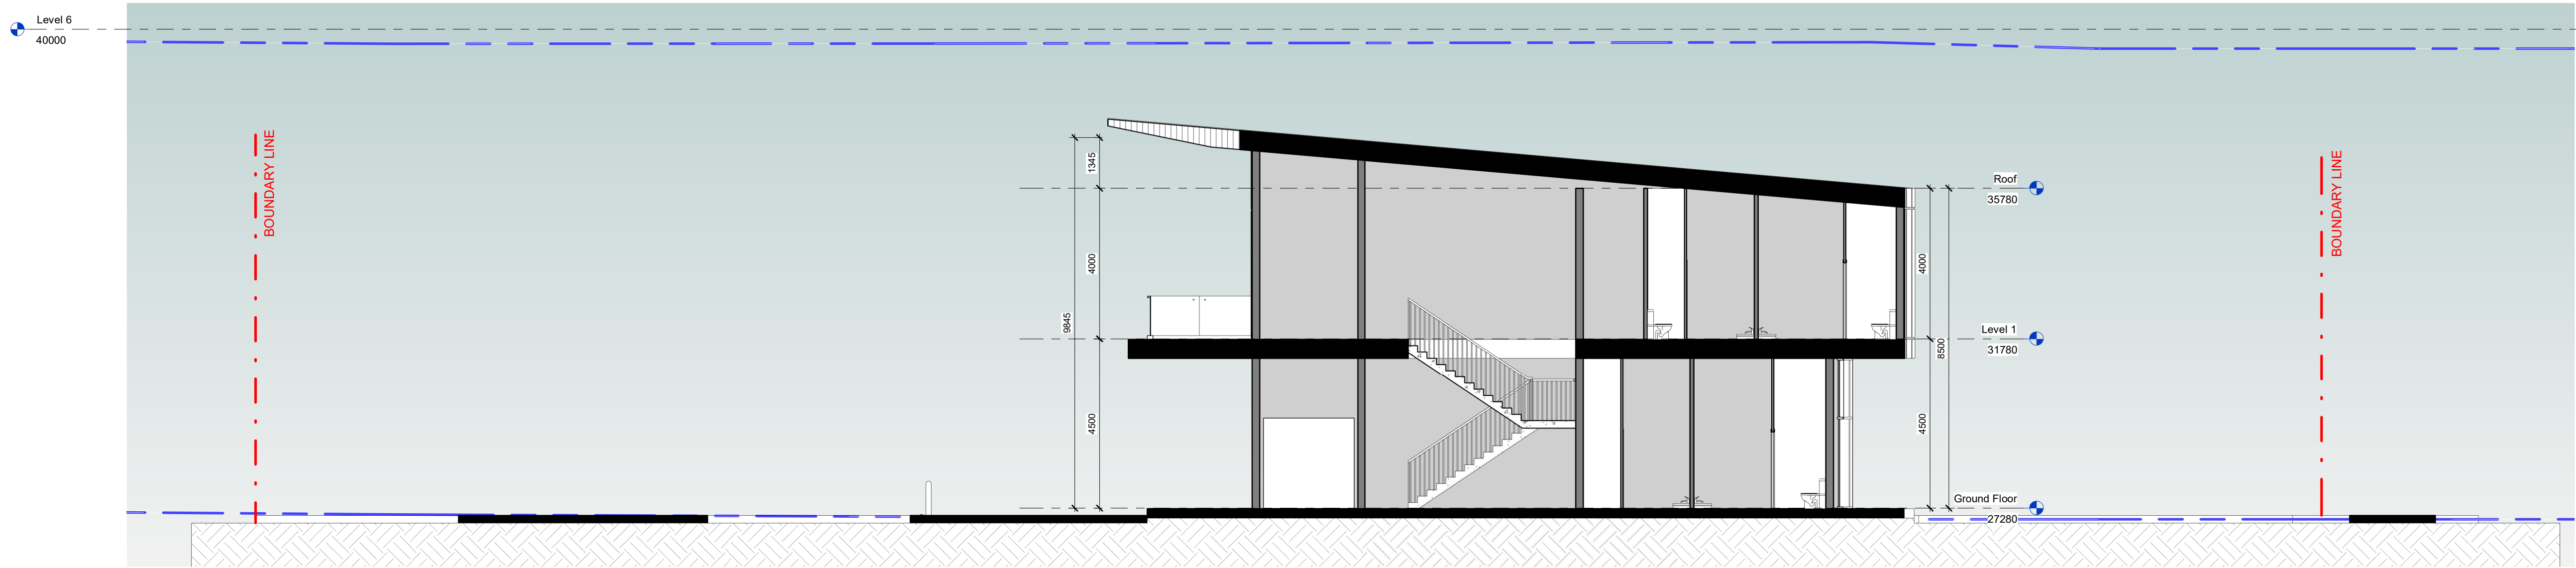 Level 6
40000
BOUNDARY LINE
BOUNDARY LINE
1345
4000
9845
4500
Roof
35780
4000
Level 1
31780
8500
4500
Ground Floor
27280